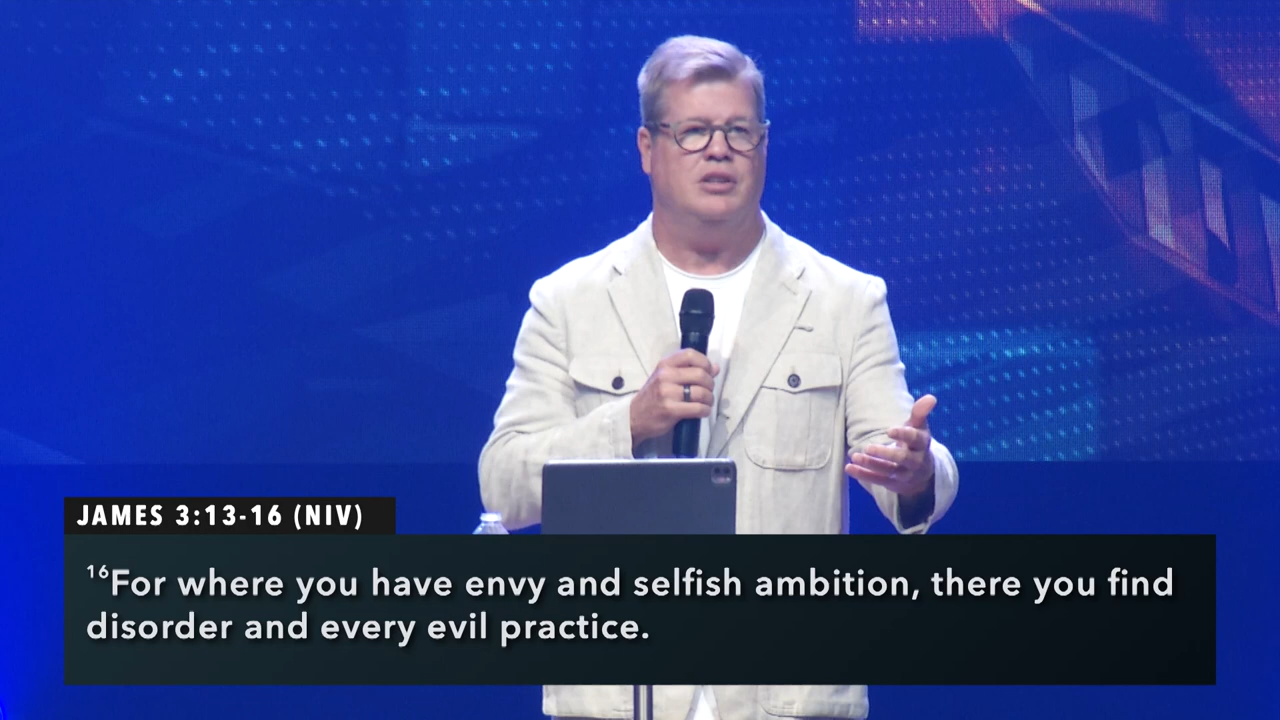 JAMES 3:13-16 (NIV)
¹⁶For where you have envy and selfish ambition, there you find
disorder and every evil practice.